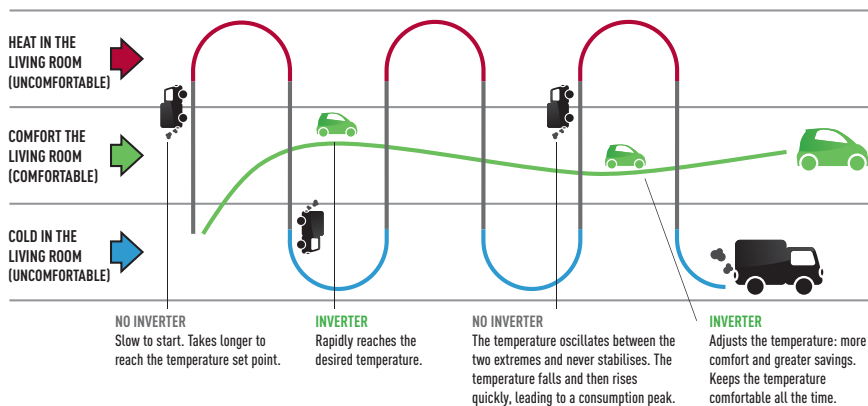 HEAT IN THE
LIVING ROOM
(UNCOMFORTABLE)
COMFORT THE
LIVING ROOM
(COMFORTABLE)
COLD IN THE
LIVING ROOM
(UNCOMFORTABLE)
NO INVERTER
Slow to start. Takes longer to
reach the temperature set point.
INVERTER
Rapidly reaches the
desired temperature.
NO INVERTER
The temperature oscillates between the
two extremes and never stabilises. The
temperature falls and then rises
quickly, leading to a consumption peak.
INVERTER
Adjusts the temperature: more
comfort and greater savings.
Keeps the temperature
comfortable all the time.